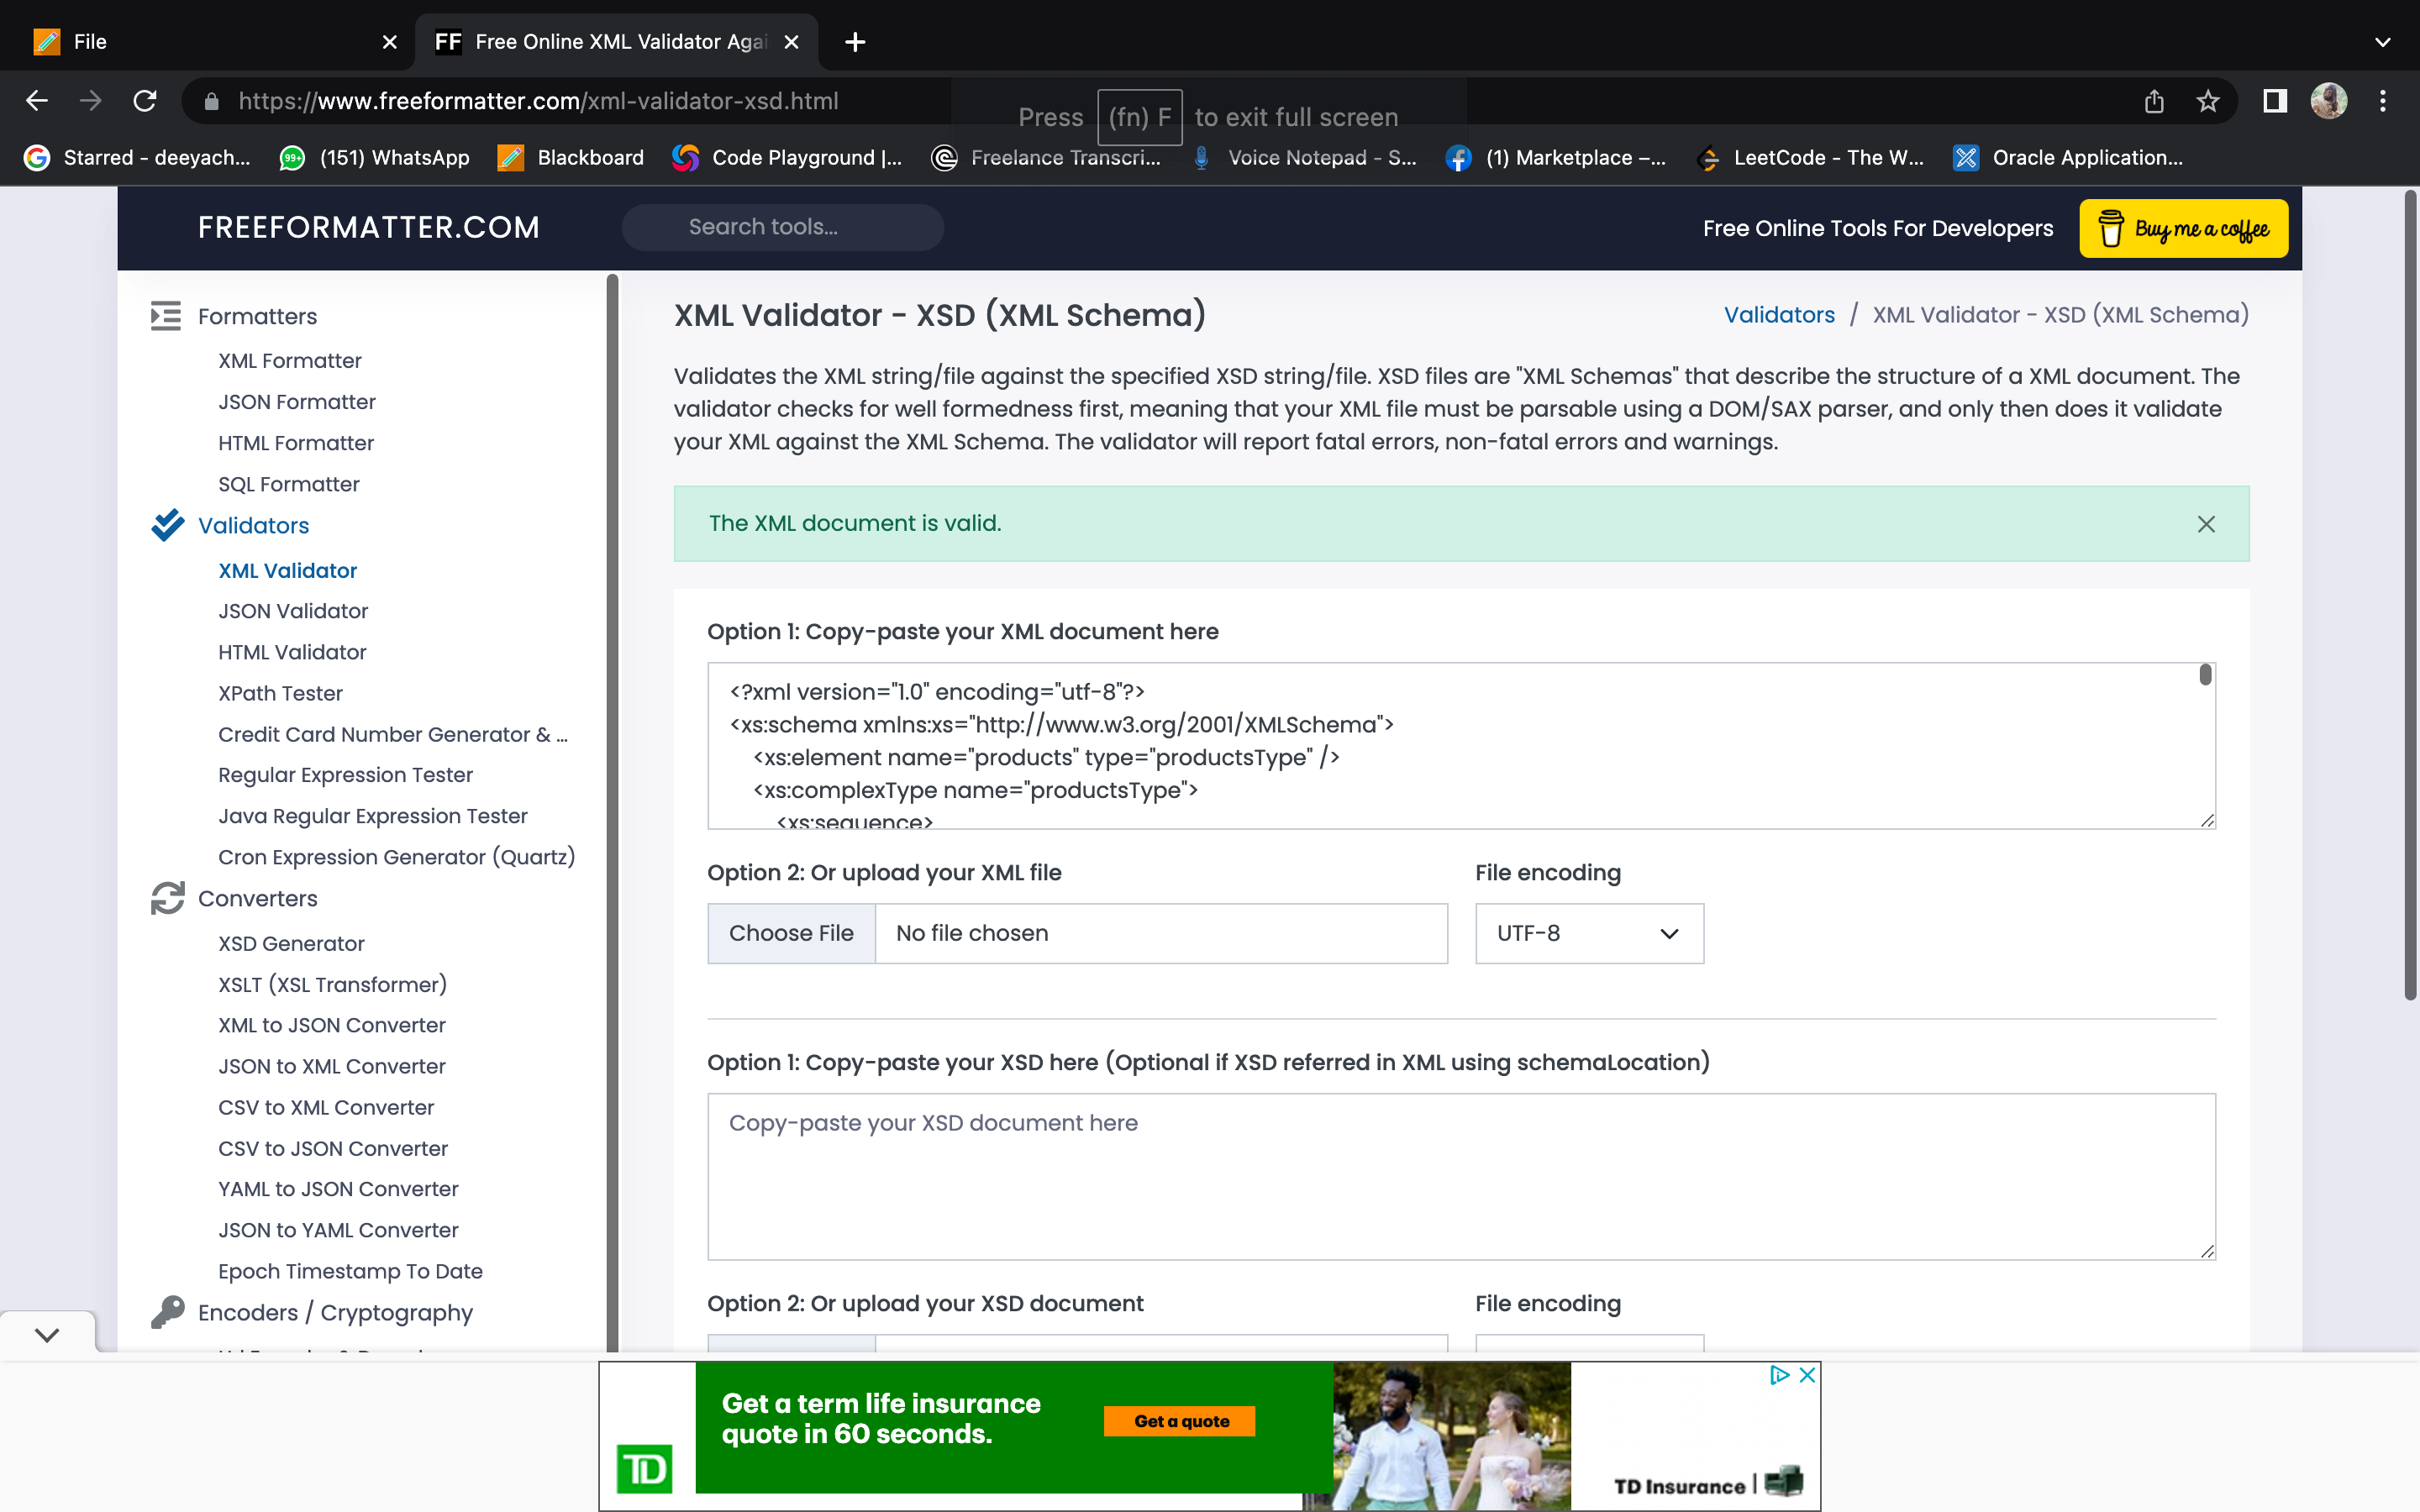 File
FF Free Online XML Validator Agai
https://www.freeformatter.com/xml-validator-xsd.html
Press (fn) F to exit full screen
Starred - deeyach...
99+ (151) WhatsApp
Blackboard
Code Playground |...
Freelance Transcri...
Voice Notepad - S...
(1) Marketplace –...
LeetCode - The W...
Oracle Application...
FREEFORMATTER.COM
Search tools...
Free Online Tools For Developers
Buy me a coffee
Formatters
XML Formatter
JSON Formatter
HTML Formatter
SQL Formatter
Validators
XML Validator
JSON Validator
HTML Validator
XPath Tester
Credit Card Number Generator & ...
Regular Expression Tester
Java Regular Expression Tester
Cron Expression Generator (Quartz)
Converters
XSD Generator
XSLT (XSL Transformer)
XML to JSON Converter
JSON to XML Converter
CSV to XML Converter
CSV to JSON Converter
YAML to JSON Converter
JSON to YAML Converter
Epoch Timestamp To Date
Encoders / Cryptography
XML Validator - XSD (XML Schema)
Validators / XML Validator - XSD (XML Schema)
Validates the XML string/file against the specified XSD string/file. XSD files are "XML Schemas" that describe the structure of a XML document. The
validator checks for well formedness first, meaning that your XML file must be parsable using a DOM/SAX parser, and only then does it validate
your XML against the XML Schema. The validator will report fatal errors, non-fatal errors and warnings.
The XML document is valid.
Option 1: Copy-paste your XML document here
<?xml version="1.0" encoding="utf-8"?>
<xs:schema xmlns:xs="http://www.w3.org/2001/XMLSchema">
<xs:element name="products" type="productsType" />
<xs:complexType name="productsType">
<xs:sequence>
Option 2: Or upload your XML file
File encoding
Choose File No file chosen
UTF-8
Option 1: Copy-paste your XSD here (Optional if XSD referred in XML using schemaLocation)
Copy-paste your XSD document here
Option 2: Or upload your XSD document
File encoding
Get a term life insurance
quote in 60 seconds.
Get a quote
TD
TD Insurance